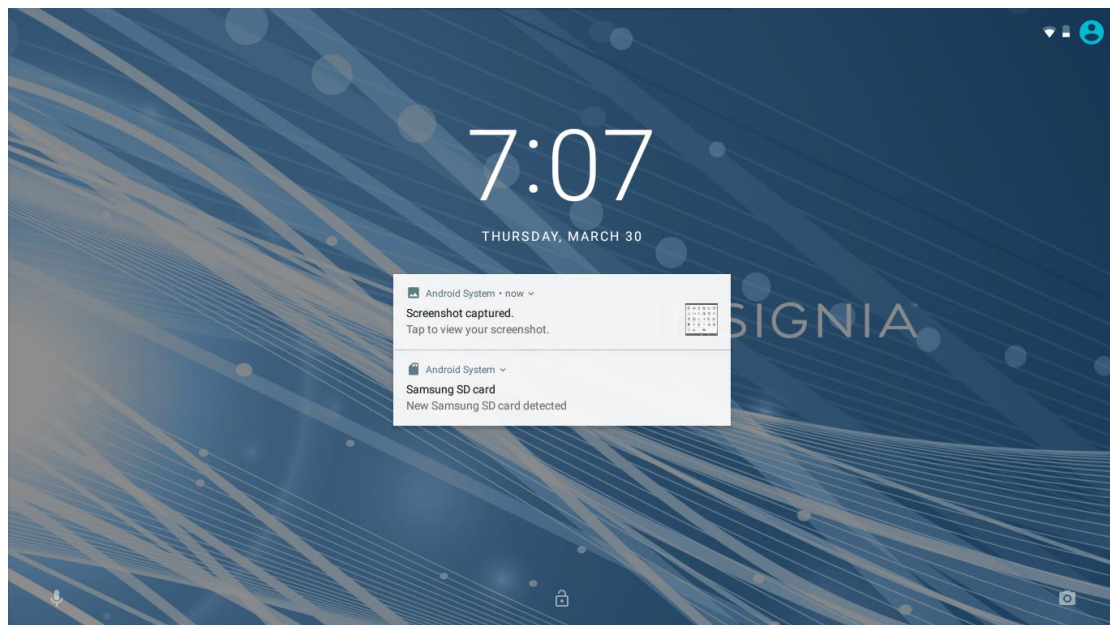 7:07
THURSDAY, MARCH 30
Android System • now
Screenshot captured.
Tap to view your screenshot.
SIGNIA™
Android System
Samsung SD card
New Samsung SD card detected